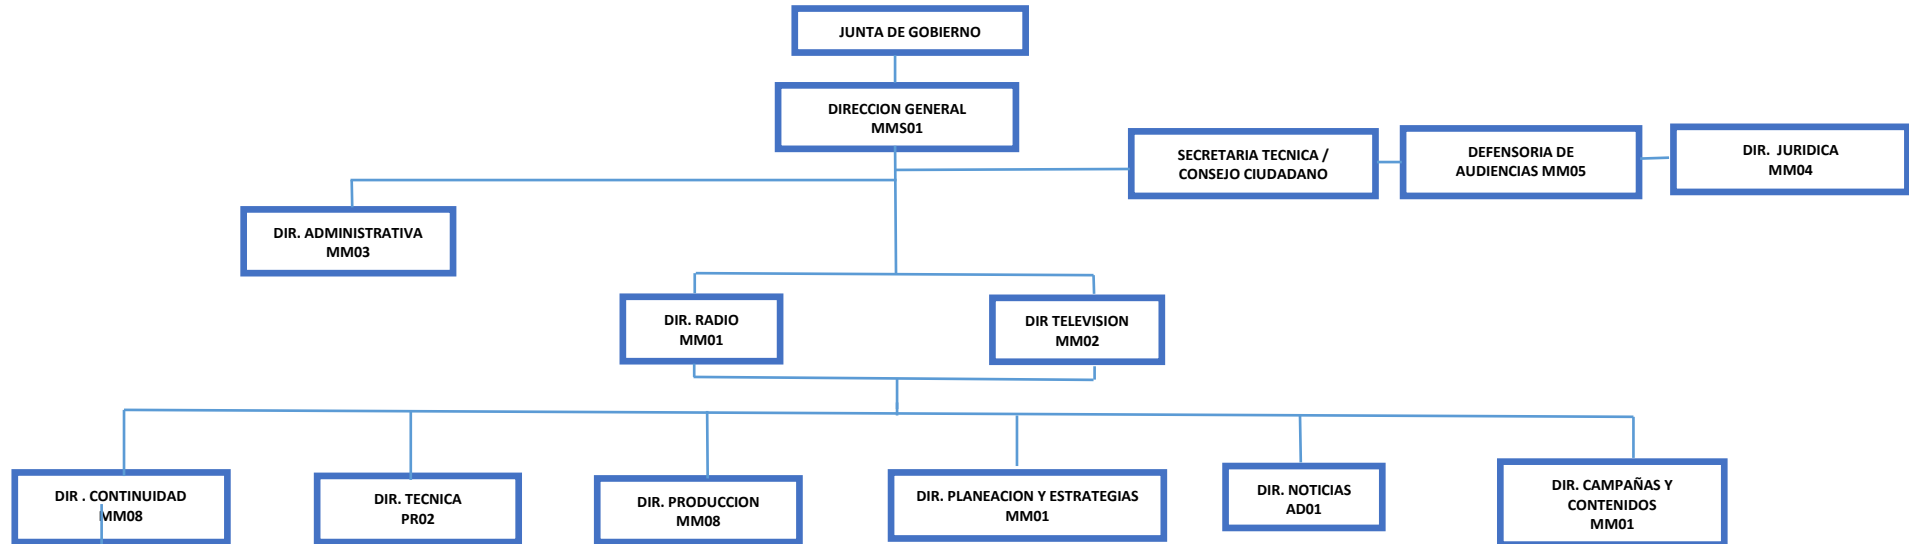 JUNTA DE GOBIERNO
DIRECCION GENERAL
MMS01
SECRETARIA TECNICA /
CONSEJO CIUDADANO
DEFENSORIA DE
AUDIENCIAS MM05
DIR. JURIDICA
MM04
DIR. ADMINISTRATIVA
MM03
DIR. RADIO
MM01
DIR TELEVISION
MM02
DIR . CONTINUIDAD
MM08
DIR. TECNICA
PR02
DIR. PRODUCCION
MM08
DIR. PLANEACION Y ESTRATEGIAS
MM01
DIR. NOTICIAS
AD01
DIR. CAMPAÑAS Y
CONTENIDOS
MM01